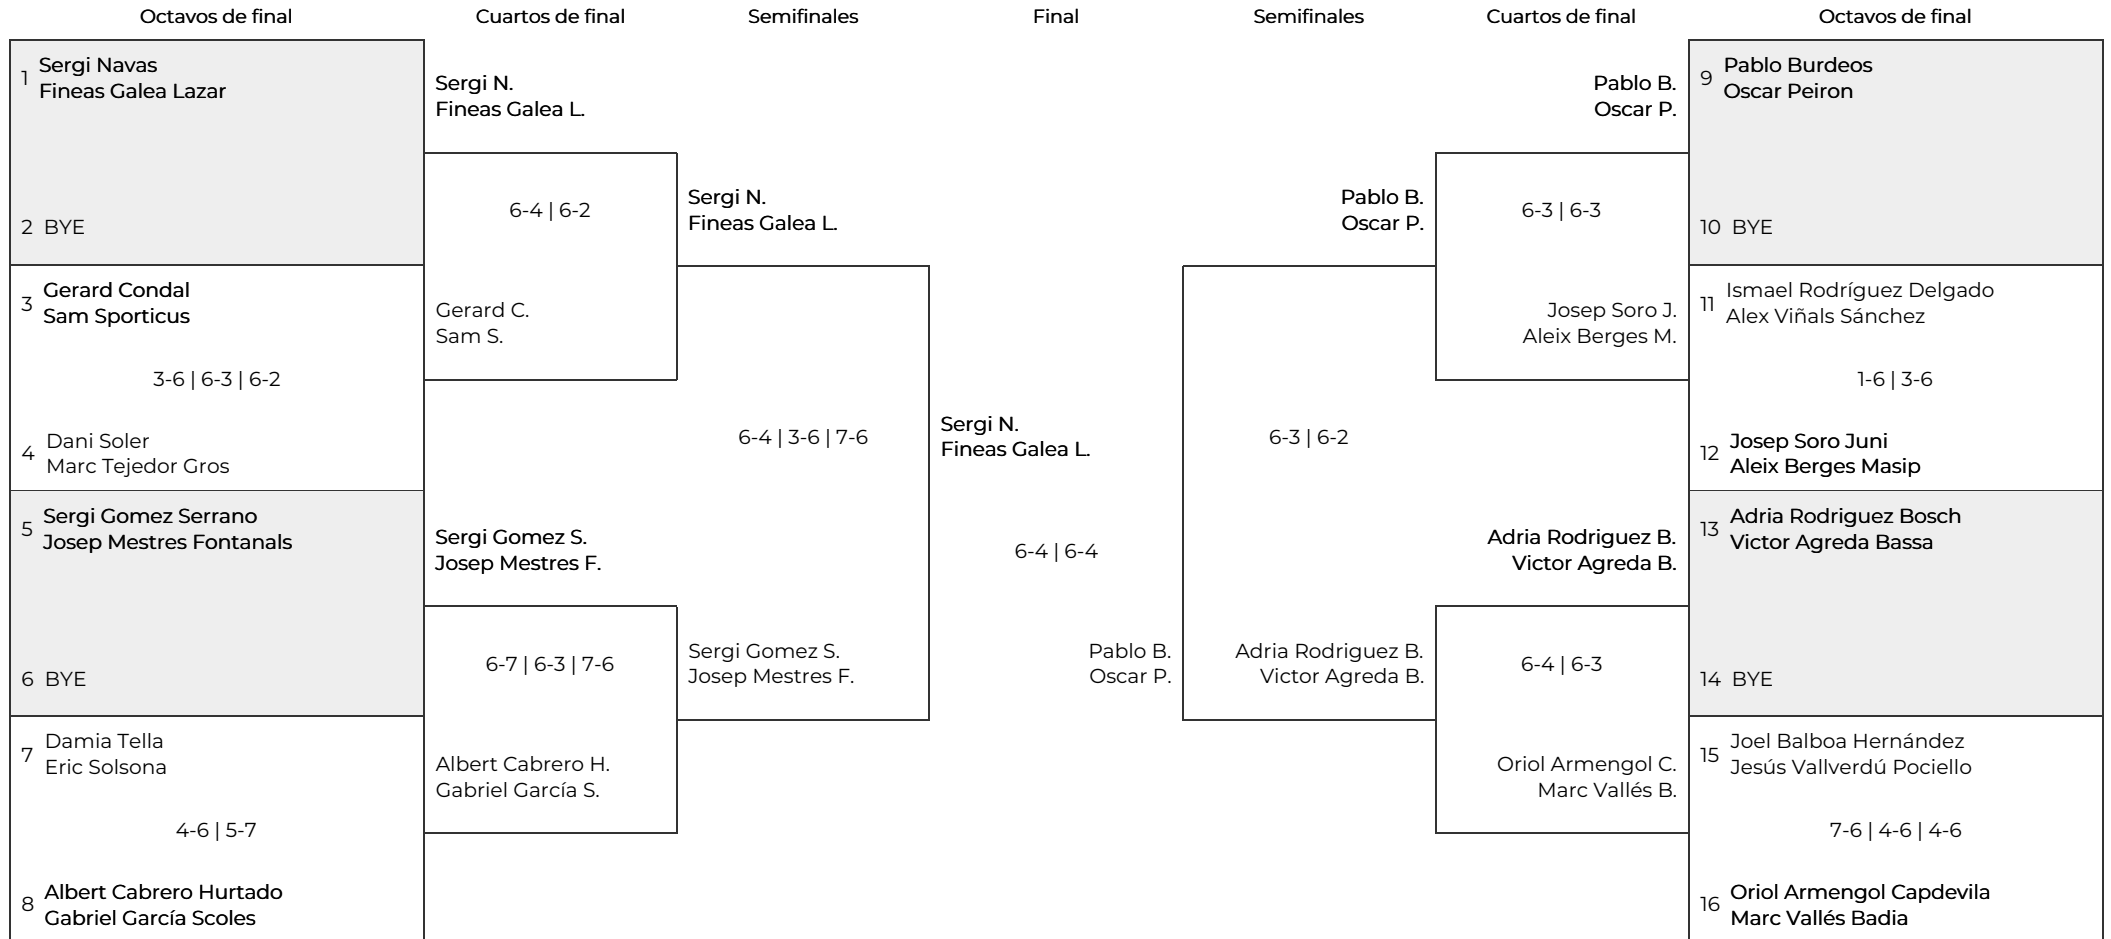 Octavos de final
Cuartos de final
Semifinales
Final
Semifinales
Cuartos de final
Octavos de final
1
Sergi Navas
Fineas Galea Lazar
2 BYE
3
Gerard Condal
Sam Sporticus
3-6 | 6-3 | 6-2
4
Dani Soler
Marc Tejedor Gros
5
Sergi Gomez Serrano
Josep Mestres Fontanals
6 BYE
7
Damia Tella
Eric Solsona
4-6 | 5-7
8
Albert Cabrero Hurtado
Gabriel García Scoles
Sergi N.
Fineas Galea L.
6-4 | 6-2
Gerard C.
Sam S.
Sergi Gomez S.
Josep Mestres F.
6-7 | 6-3 | 7-6
Albert Cabrero H.
Gabriel García S.
Sergi N.
Fineas Galea L.
6-4 | 3-6 | 7-6
Sergi Gomez S.
Josep Mestres F.
Sergi N.
Fineas Galea L.
6-4 | 6-4
Pablo B.
Oscar P.
Pablo B.
Oscar P.
6-3 | 6-2
Adria Rodriguez B.
Victor Agreda B.
Pablo B.
Oscar P.
6-3 | 6-3
Josep Soro J.
Aleix Berges M.
Adria Rodriguez B.
Victor Agreda B.
6-4 | 6-3
Oriol Armengol C.
Marc Vallés B.
9
Pablo Burdeos
Oscar Peiron
10 BYE
11
Ismael Rodríguez Delgado
Alex Viñals Sánchez
1-6 | 3-6
12
Josep Soro Juni
Aleix Berges Masip
13
Adria Rodriguez Bosch
Victor Agreda Bassa
14 BYE
15
Joel Balboa Hernández
Jesús Vallverdú Pociello
7-6 | 4-6 | 4-6
16
Oriol Armengol Capdevila
Marc Vallés Badia